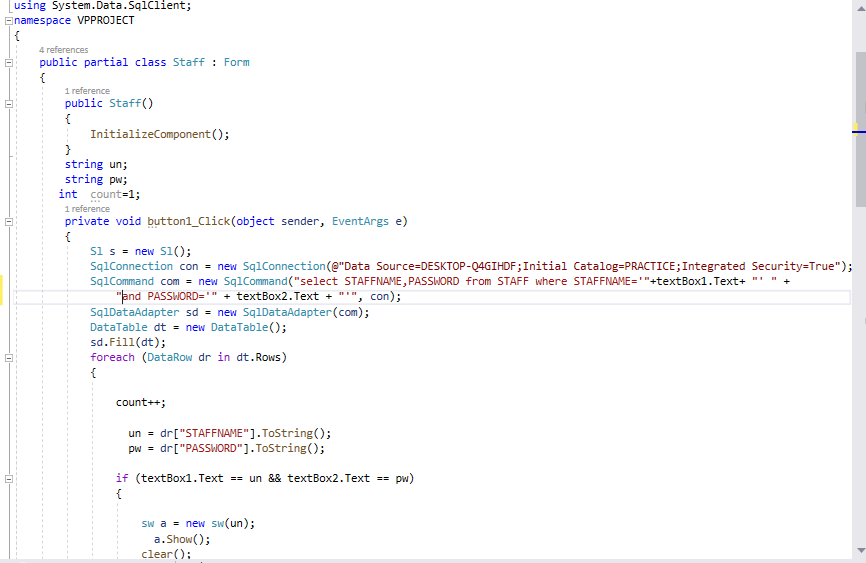 using System.Data.SqlClient;
namespace VPPROJECT
{
4 references
public partial class Staff : Form
{
1 reference
public Staff()
{
InitializeComponent();
}
string un;
string pw;
int  count=1;
1 reference
private void button1_Click(object sender, EventArgs e)
{
Sl s = new Sl();
SqlConnection con = new SqlConnection(@"Data Source=DESKTOP-Q4GIHDF;Initial Catalog=PRACTICE;Integrated Security=True");
SqlCommand com = new SqlCommand("select STAFFNAME,PASSWORD from STAFF where STAFFNAME='"+textBox1.Text+ "' " +
"and PASSWORD='" + textBox2.Text + "'", con);
SqlDataAdapter sd = new SqlDataAdapter(com);
DataTable dt = new DataTable();
sd.Fill(dt);
foreach (DataRow dr in dt.Rows)
{
count++;
un = dr["STAFFNAME"].ToString();
pw = dr["PASSWORD"].ToString();
if (textBox1.Text == un && textBox2.Text == pw)
{
sw a = new sw(un);
a.Show();
clear();